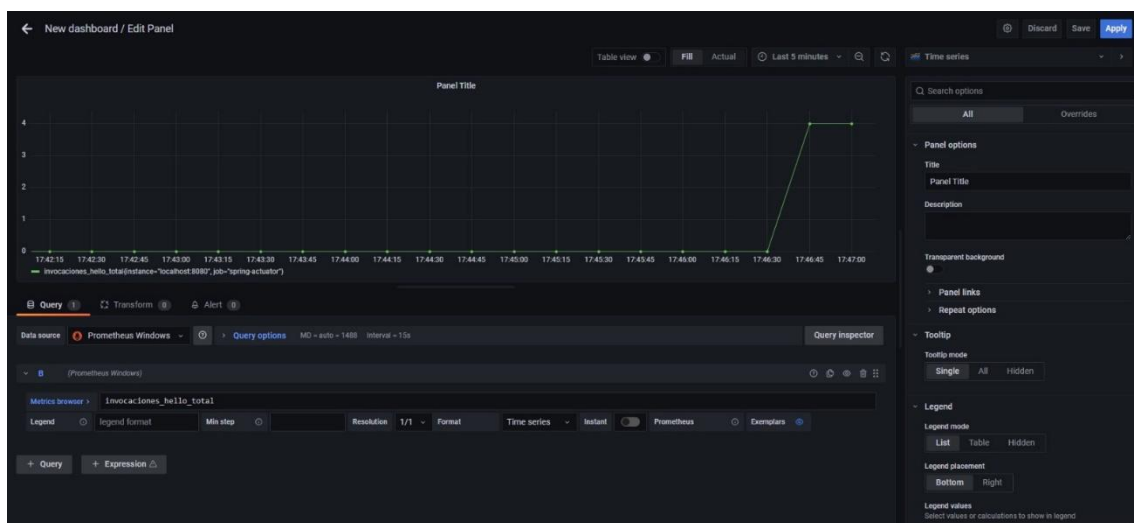 New dashboard / Edit Panel
Discard Save Apply
Table view Fill Actual Last 5 minutes Time series
Panel Title
Search options
All Overrides
4
3
2
1
0
17:42:15 17:42:30 17:42:45 17:43:00 17:43:15 17:43:30 17:43:45 17:44:00 17:44:15 17:44:30 17:44:45 17:45:00 17:45:15 17:45:30 17:45:45 17:46:00 17:46:15 17:46:30 17:46:45 17:47:00
invocaciones_hello_total{instance="localhost:8080", job="spring-actuator"}
Query 1 Transform 0 Alert 0
Data source Prometheus Windows Query options MD = auto = 1488 Interval = 15s Query inspector
B (Prometheus Windows)
Metrics browser > invocaciones_hello_total
Legend legend format Min step Resolution 1/1 Format Time series Instant Prometheus Exemplars
+ Query + Expression
Panel options
Title
Panel Title
Description
Transparent background
Panel links
Repeat options
Tooltip
Tooltip mode
Single All Hidden
Legend
Legend mode
List Table Hidden
Legend placement
Bottom Right
Legend values
Select values or calculations to show in legend